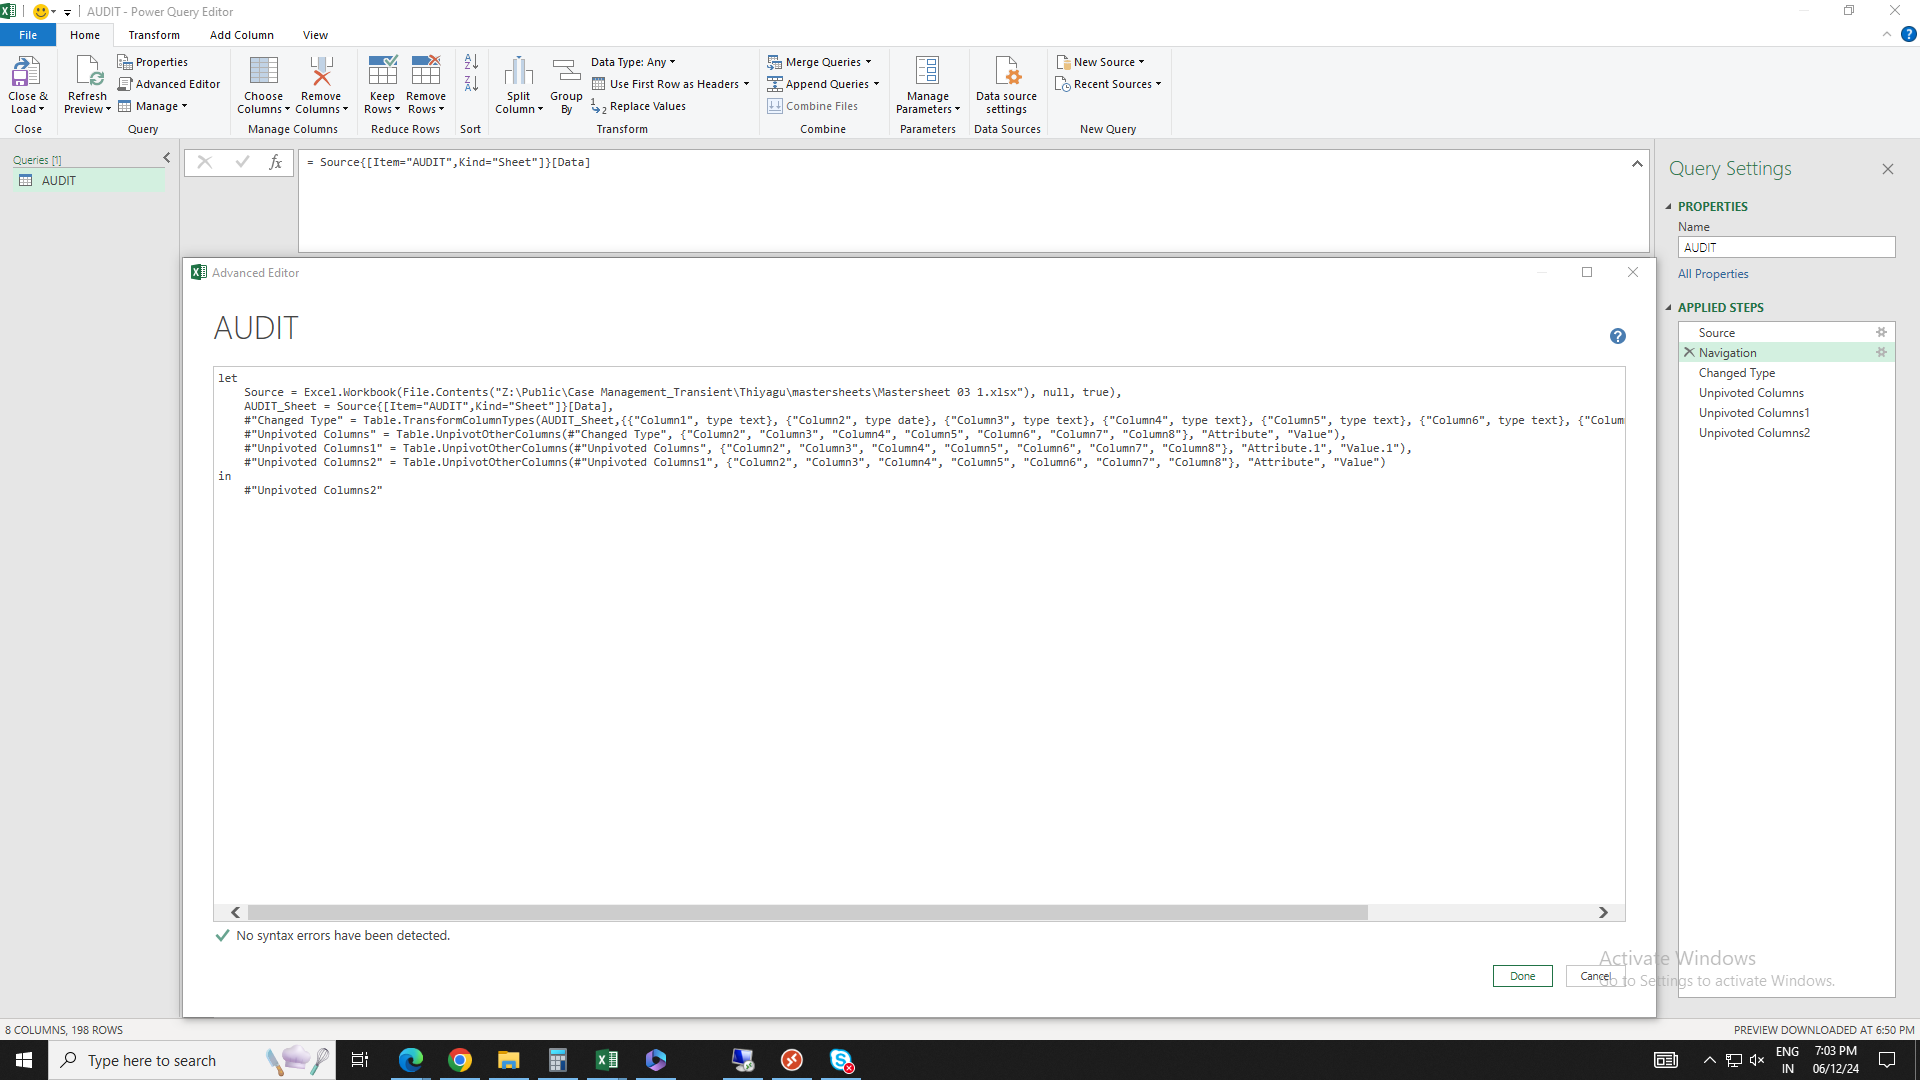 AUDIT - Power Query Editor
File
Home
Transform
Add Column
View
Close &
Load
Close
Refresh
Preview
Properties
Advanced Editor
Manage
Query
Choose
Columns
Remove
Columns
Manage Columns
Keep
Rows
Remove
Rows
Reduce Rows
Sort
Split
Column
Group
By
Data Type: Any
Use First Row as Headers
Replace Values
Transform
Merge Queries
Append Queries
Combine Files
Combine
Manage
Parameters
Parameters
Data source
settings
Data Sources
New Source
Recent Sources
New Query
Queries [1]
AUDIT
fx
= Source{[Item="AUDIT",Kind="Sheet"]}[Data]
Query Settings
PROPERTIES
Name
AUDIT
All Properties
APPLIED STEPS
Source
Navigation
Changed Type
Unpivoted Columns
Unpivoted Columns1
Unpivoted Columns2
Advanced Editor
AUDIT
let
Source = Excel.Workbook(File.Contents("Z:\Public\Case Management_Transient\Thiyagu\mastersheets\Mastersheet 03 1.xlsx"), null, true),
AUDIT_Sheet = Source{[Item="AUDIT",Kind="Sheet"]}[Data],
#"Changed Type" = Table.TransformColumnTypes(AUDIT_Sheet,{{"Column1", type text}, {"Column2", type date}, {"Column3", type text}, {"Column4", type text}, {"Column5", type text}, {"Column6", type text}, {"Colum
#"Unpivoted Columns" = Table.UnpivotOtherColumns(#"Changed Type", {"Column2", "Column3", "Column4", "Column5", "Column6", "Column7", "Column8"}, "Attribute", "Value"),
#"Unpivoted Columns1" = Table.UnpivotOtherColumns(#"Unpivoted Columns", {"Column2", "Column3", "Column4", "Column5", "Column6", "Column7", "Column8"}, "Attribute.1", "Value.1"),
#"Unpivoted Columns2" = Table.UnpivotOtherColumns(#"Unpivoted Columns1", {"Column2", "Column3", "Column4", "Column5", "Column6", "Column7", "Column8"}, "Attribute", "Value")
in
#"Unpivoted Columns2"
No syntax errors have been detected.
Done
Cancel
Activate Windows
Go to Settings to activate Windows.
8 COLUMNS, 198 ROWS
PREVIEW DOWNLOADED AT 6:50 PM
Type here to search
ENG
IN
7:03 PM
06/12/24